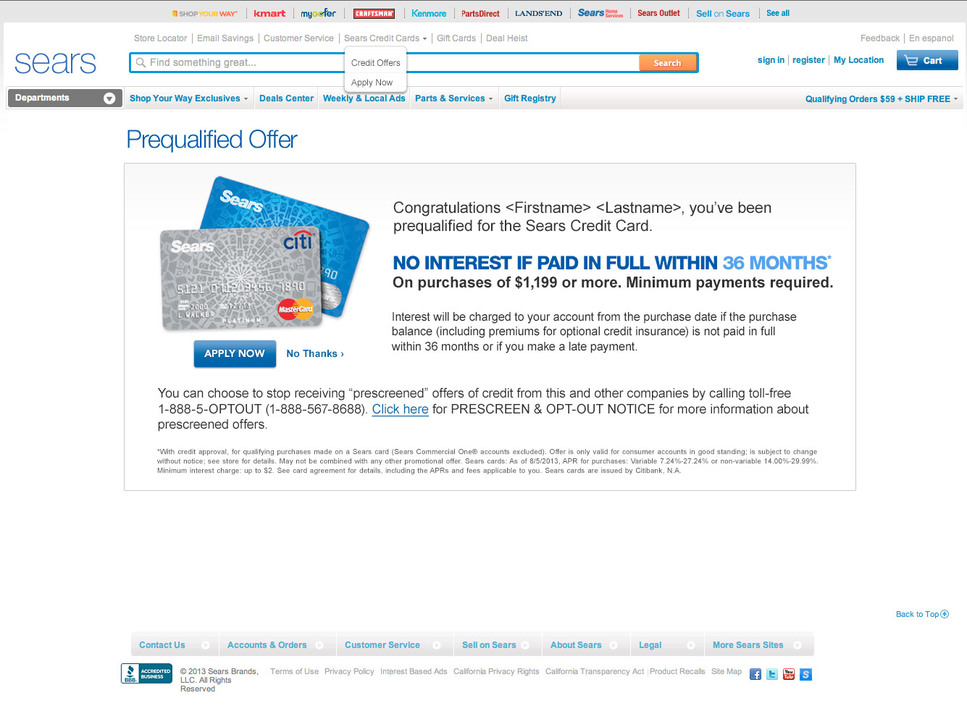 SHOP YOUR WAY kmart mygofer CRAFTSMAN Kenmore PartsDirect LANDS'END Sears Home Services Sears Outlet Sell on Sears See all
Store Locator | Email Savings | Customer Service | Sears Credit Cards | Gift Cards | Deal Heist
Feedback | En espanol
sears
Find something great...
Search
Credit Offers
Apply Now
sign in | register | My Location
Cart
Departments
Shop Your Way Exclusives Deals Center Weekly & Local Ads Parts & Services Gift Registry
Qualifying Orders $59 + SHIP FREE
Prequalified Offer
Sears
Sears
citi
MasterCard
L WALKER
PLATINUM
Congratulations <Firstname> <Lastname>, you've been
prequalified for the Sears Credit Card.
NO INTEREST IF PAID IN FULL WITHIN 36 MONTHS*
On purchases of $1,199 or more. Minimum payments required.
Interest will be charged to your account from the purchase date if the purchase
balance (including premiums for optional credit insurance) is not paid in full
within 36 months or if you make a late payment.
APPLY NOW
No Thanks ›
You can choose to stop receiving “prescreened” offers of credit from this and other companies by calling toll-free
1-888-5-OPTOUT (1-888-567-8688). Click here for PRESCREEN & OPT-OUT NOTICE for more information about
prescreened offers.
*With credit approval, for qualifying purchases made on a Sears card (Sears Commercial One® accounts excluded). Offer is only valid for consumer accounts in good standing; is subject to change
without notice; see store for details. May not be combined with any other promotional offer. Sears cards: As of 8/5/2013, APR for purchases: Variable 7.24%-27.24% or non-variable 14.00%-29.99%.
Minimum interest charge: up to $2. See card agreement for details, including the APRs and fees applicable to you. Sears cards are issued by Citibank, N.A.
Back to Top
Contact Us Accounts & Orders Customer Service Sell on Sears About Sears Legal More Sears Sites
BBB ACCREDITED BUSINESS
© 2013 Sears Brands,
LLC. All Rights
Reserved
Terms of Use Privacy Policy Interest Based Ads California Privacy Rights California Transparency Act Product Recalls Site Map